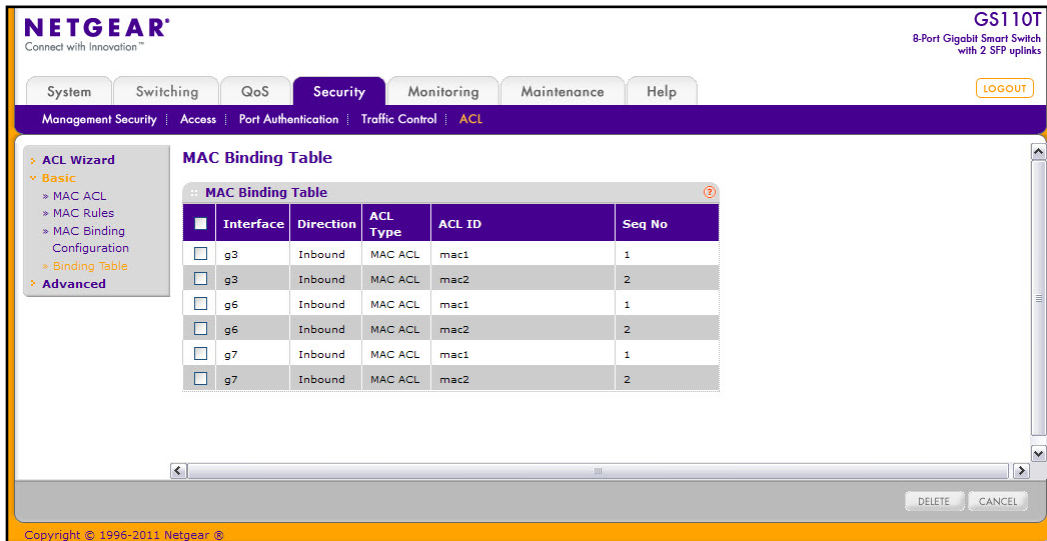 NETGEAR®
Connect with Innovation™
GS110T
8-Port Gigabit Smart Switch
with 2 SFP uplinks
System Switching QoS Security Monitoring Maintenance Help
LOGOUT
Management Security Access Port Authentication Traffic Control ACL
ACL Wizard
Basic
» MAC ACL
» MAC Rules
» MAC Binding
Configuration
» Binding Table
Advanced
MAC Binding Table
MAC Binding Table ?
Interface Direction ACL Type ACL ID Seq No
g3 Inbound MAC ACL mac1 1
g3 Inbound MAC ACL mac2 2
g6 Inbound MAC ACL mac1 1
g6 Inbound MAC ACL mac2 2
g7 Inbound MAC ACL mac1 1
g7 Inbound MAC ACL mac2 2
DELETE CANCEL
Copyright © 1996-2011 Netgear ®